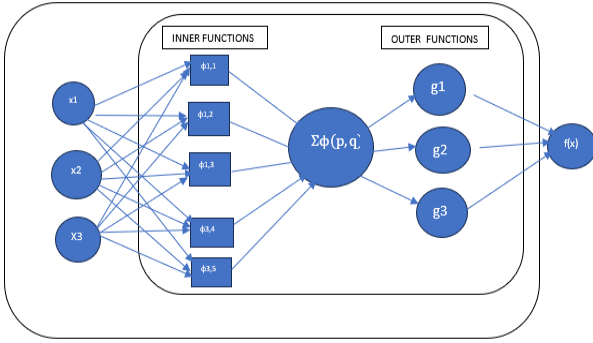 INNER FUNCTIONS
OUTER FUNCTIONS
x1
x2
X3
ϕ1,1
ϕ1,2
ϕ1,3
ϕ3,4
ϕ3,5
Σϕ(p,q)
g1
g2
g3
f(x)